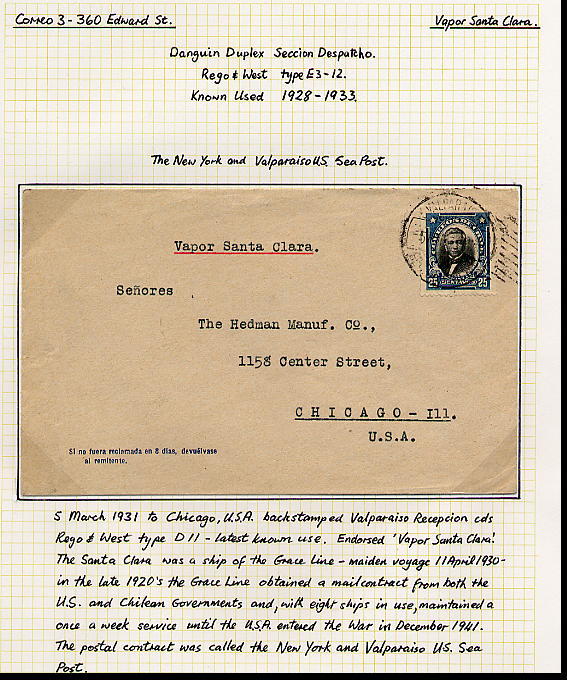 Correo 3 - 360 Edward St. Vapor Santa Clara.
Danguin Duplex Seccion Despatcho.
Rego & West type E3-12.
Known Used 1928-1933.
The New York and Valparaiso U.S. Sea Post.
VALPARAI
Vapor Santa Clara.
25 CENTAVOS 25
Señores
The Hedman Manuf. Co.,
1158 Center Street,
CHICAGO - Ill.
U.S.A.
Si no fuera reclamada en 8 dias, devuélvase
al remitente.
5 March 1931 to Chicago, U.S.A. backstamped Valparaiso Recepcion cds
Rego & West type D11 - latest known use. Endorsed 'Vapor Santa Clara'.
The Santa Clara was a ship of the Grace Line - maiden voyage 11 April 1930 -
in the late 1920's the Grace Line obtained a mail contract from both the
U.S. and Chilean Governments and, with eight ships in use, maintained a
once a week service until the U.S.A. entered the War in December 1941.
The postal contract was called the New York and Valparaiso US. Sea
Post.